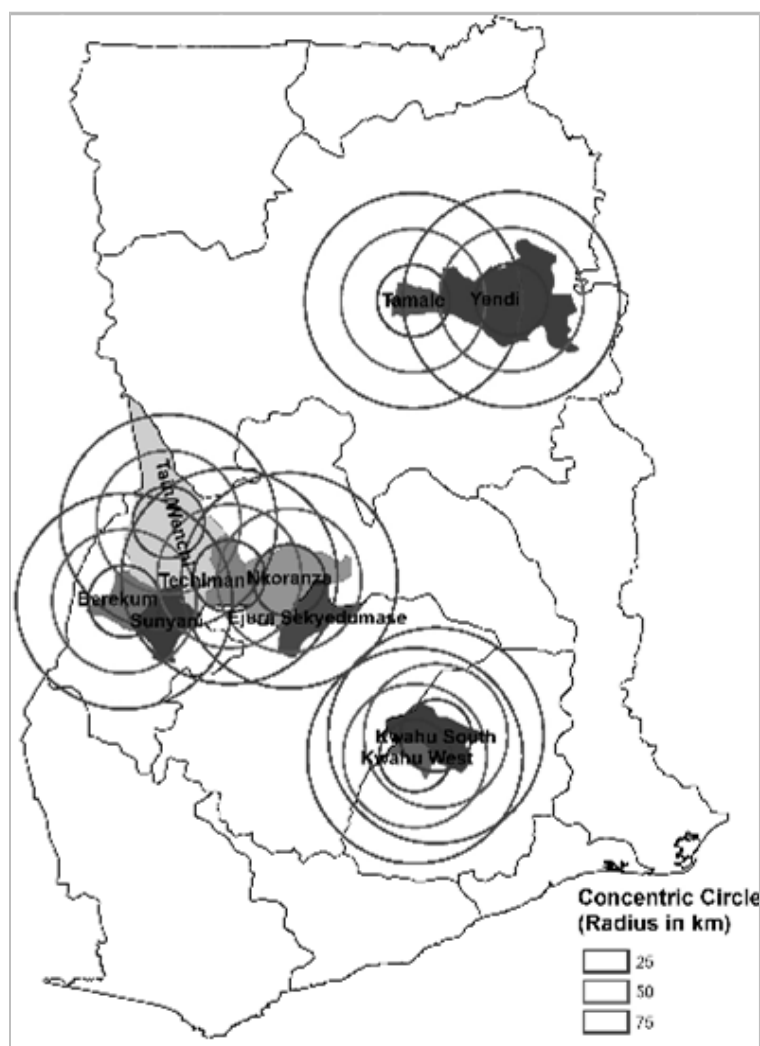 Tamale
Yendi
Tain/Wenchi
Techiman
Nkoranza
Berekum
Sunyani
Ejura Sekyedumase
Kwahu South
Kwahu West
Concentric Circle
(Radius in km)
25
50
75